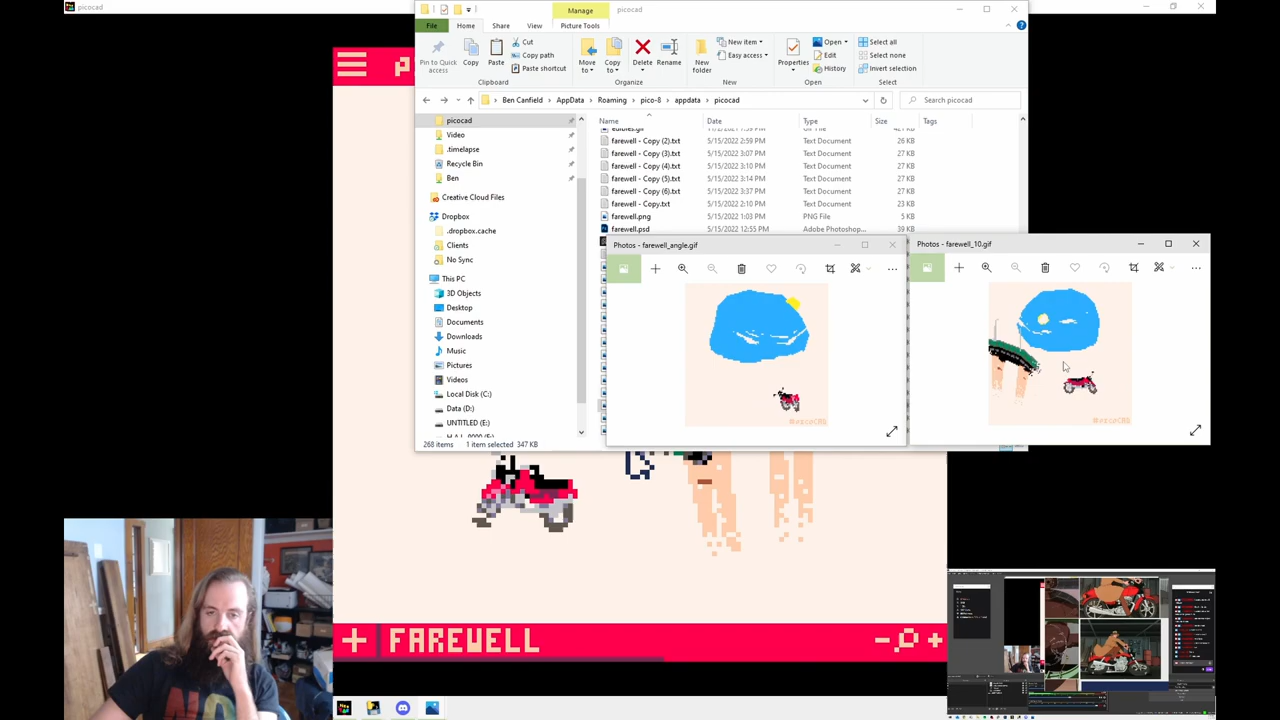 picocad
Manage
picocad
File
Home
Share
View
Picture Tools
Pin to Quick access
Copy
Paste
Cut
Copy path
Paste shortcut
Clipboard
Move to
Copy to
Delete
Rename
Organize
New folder
New item
Easy access
New
Properties
Open
Edit
History
Open
Select all
Select none
Invert selection
Select
Ben Canfield > AppData > Roaming > pico-8 > appdata > picocad
Search picocad
Name
Date
Type
Size
Tags
picocad
Video
.timelapse
Recycle Bin
Ben
Creative Cloud Files
Dropbox
.dropbox.cache
Clients
No Sync
This PC
3D Objects
Desktop
Documents
Downloads
Music
Pictures
Videos
Local Disk (C:)
Data (D:)
UNTITLED (E:)
farewell - Copy (2).txt 5/15/2022 2:59 PM Text Document 26 KB
farewell - Copy (3).txt 5/15/2022 3:07 PM Text Document 27 KB
farewell - Copy (4).txt 5/15/2022 3:10 PM Text Document 27 KB
farewell - Copy (5).txt 5/15/2022 3:14 PM Text Document 27 KB
farewell - Copy (6).txt 5/15/2022 3:37 PM Text Document 27 KB
farewell - Copy.txt 5/15/2022 2:10 PM Text Document 23 KB
farewell.png 5/15/2022 1:03 PM PNG File 5 KB
farewell.psd 5/15/2022 12:55 PM Adobe Photoshop... 39 KB
Photos - farewell_angle.gif
Photos - farewell_10.gif
268 items 1 item selected 347 KB
+ FAREWELL